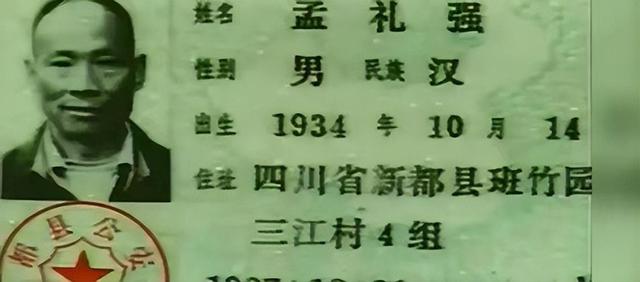 姓名 孟礼强
性别 男 民族 汉
出生 1934 年 10 月 14
住址 四川省新都县班竹园
三江村4组